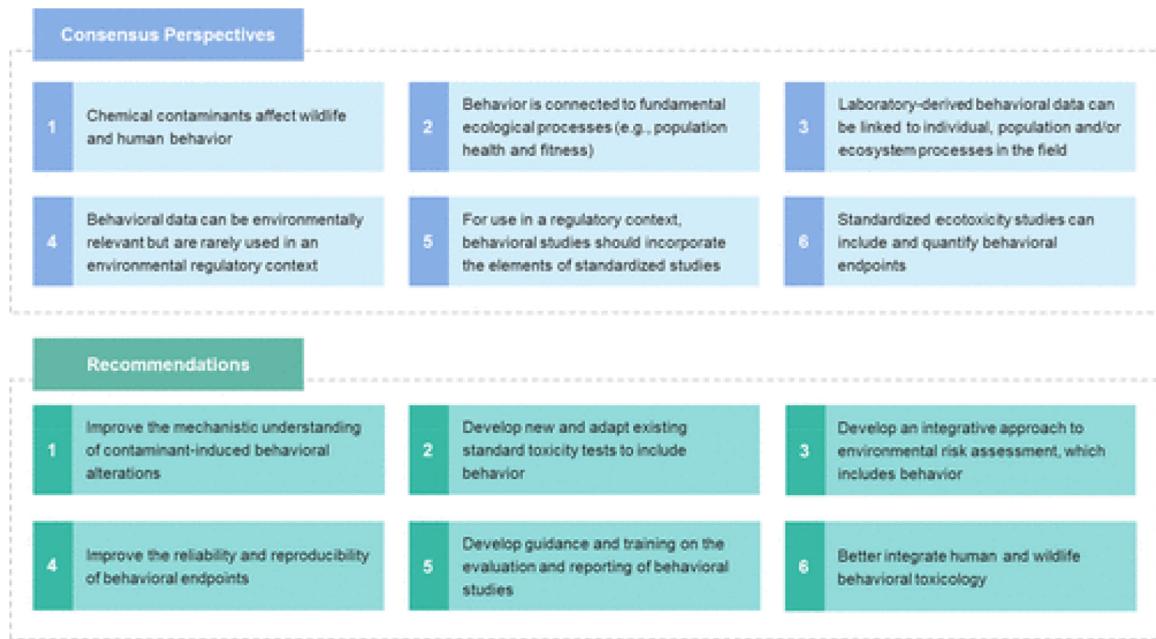 Consensus Perspectives
1
Chemical contaminants affect wildlife
and human behavior
2
Behavior is connected to fundamental
ecological processes (e.g., population
health and fitness)
3
Laboratory-derived behavioral data can
be linked to individual, population and/or
ecosystem processes in the field
4
Behavioral data can be environmentally
relevant but are rarely used in an
environmental regulatory context
5
For use in a regulatory context,
behavioral studies should incorporate
the elements of standardized studies
6
Standardized ecotoxicity studies can
include and quantify behavioral
endpoints
Recommendations
1
Improve the mechanistic understanding
of contaminant-induced behavioral
alterations
2
Develop new and adapt existing
standard toxicity tests to include
behavior
3
Develop an integrative approach to
environmental risk assessment, which
includes behavior
4
Improve the reliability and reproducibility
of behavioral endpoints
5
Develop guidance and training on the
evaluation and reporting of behavioral
studies
6
Better integrate human and wildlife
behavioral toxicology